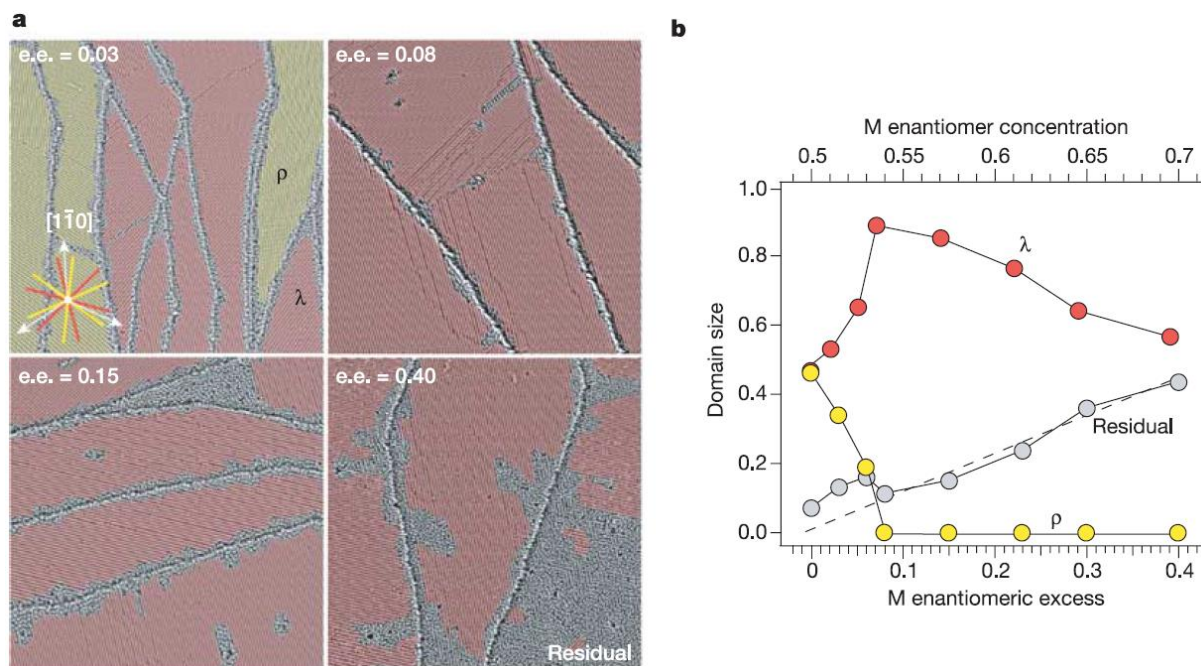 a
e.e. = 0.03
e.e. = 0.08
ρ
[11̄0]
λ
e.e. = 0.15
e.e. = 0.40
Residual
b
M enantiomer concentration
0.5 0.55 0.6 0.65 0.7
1.0
0.8
0.6
0.4
0.2
0.0
Domain size
λ
Residual
ρ
0 0.1 0.2 0.3 0.4
M enantiomeric excess